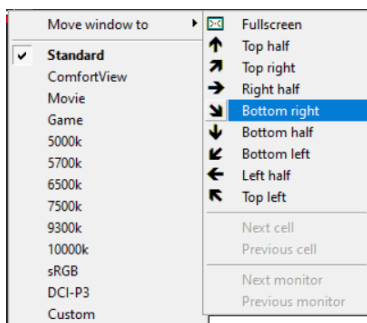 Move window to
Standard
ComfortView
Movie
Game
5000k
5700k
6500k
7500k
9300k
10000k
sRGB
DCI-P3
Custom
Fullscreen
Top half
Top right
Right half
Bottom right
Bottom half
Bottom left
Left half
Top left
Next cell
Previous cell
Next monitor
Previous monitor